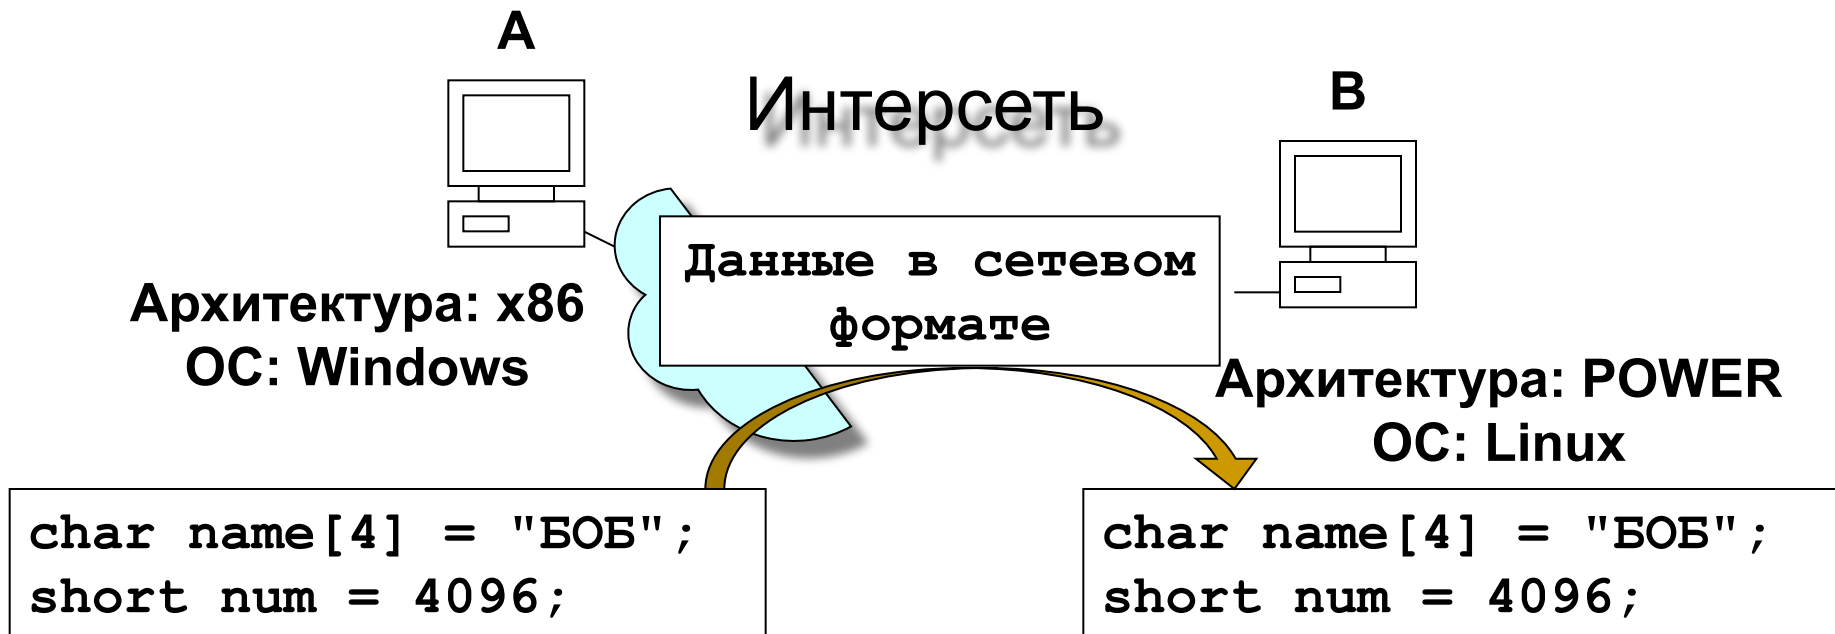 A
Интерсеть
B
Данные в сетевом
формате
Архитектура: x86
ОС: Windows
Архитектура: POWER
ОС: Linux
char name[4] = "БОБ";
short num = 4096;
char name[4] = "БОБ";
short num = 4096;